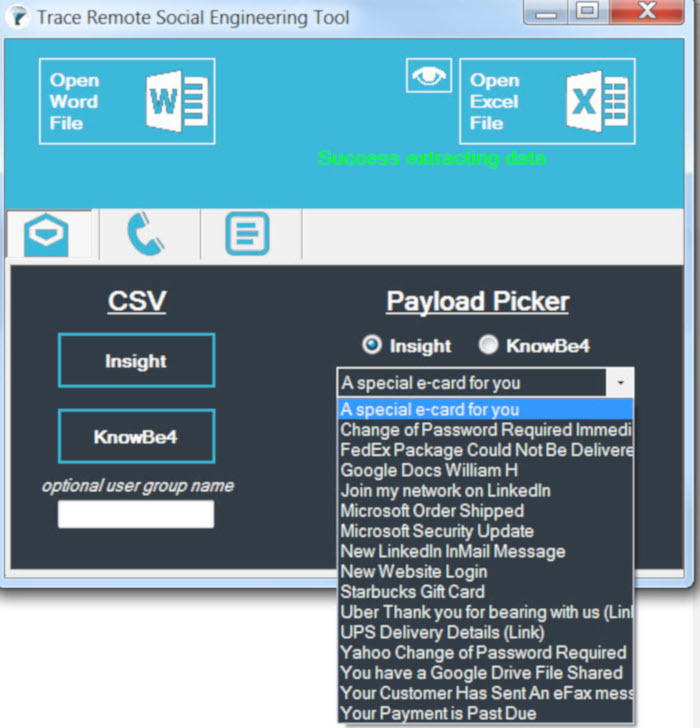 Trace Remote Social Engineering Tool
Open
Word
File
Open
Excel
File
Success extracting data
CSV
Payload Picker
Insight
KnowBe4
Insight
KnowBe4
optional user group name
A special e-card for you
A special e-card for you
Change of Password Required Immedi
FedEx Package Could Not Be Delivere
Google Docs William H
Join my network on LinkedIn
Microsoft Order Shipped
Microsoft Security Update
New LinkedIn InMail Message
New Website Login
Starbucks Gift Card
Uber Thank you for bearing with us (Link
UPS Delivery Details (Link)
Yahoo Change of Password Required
You have a Google Drive File Shared
Your Customer Has Sent An eFax mess
Your Payment is Past Due